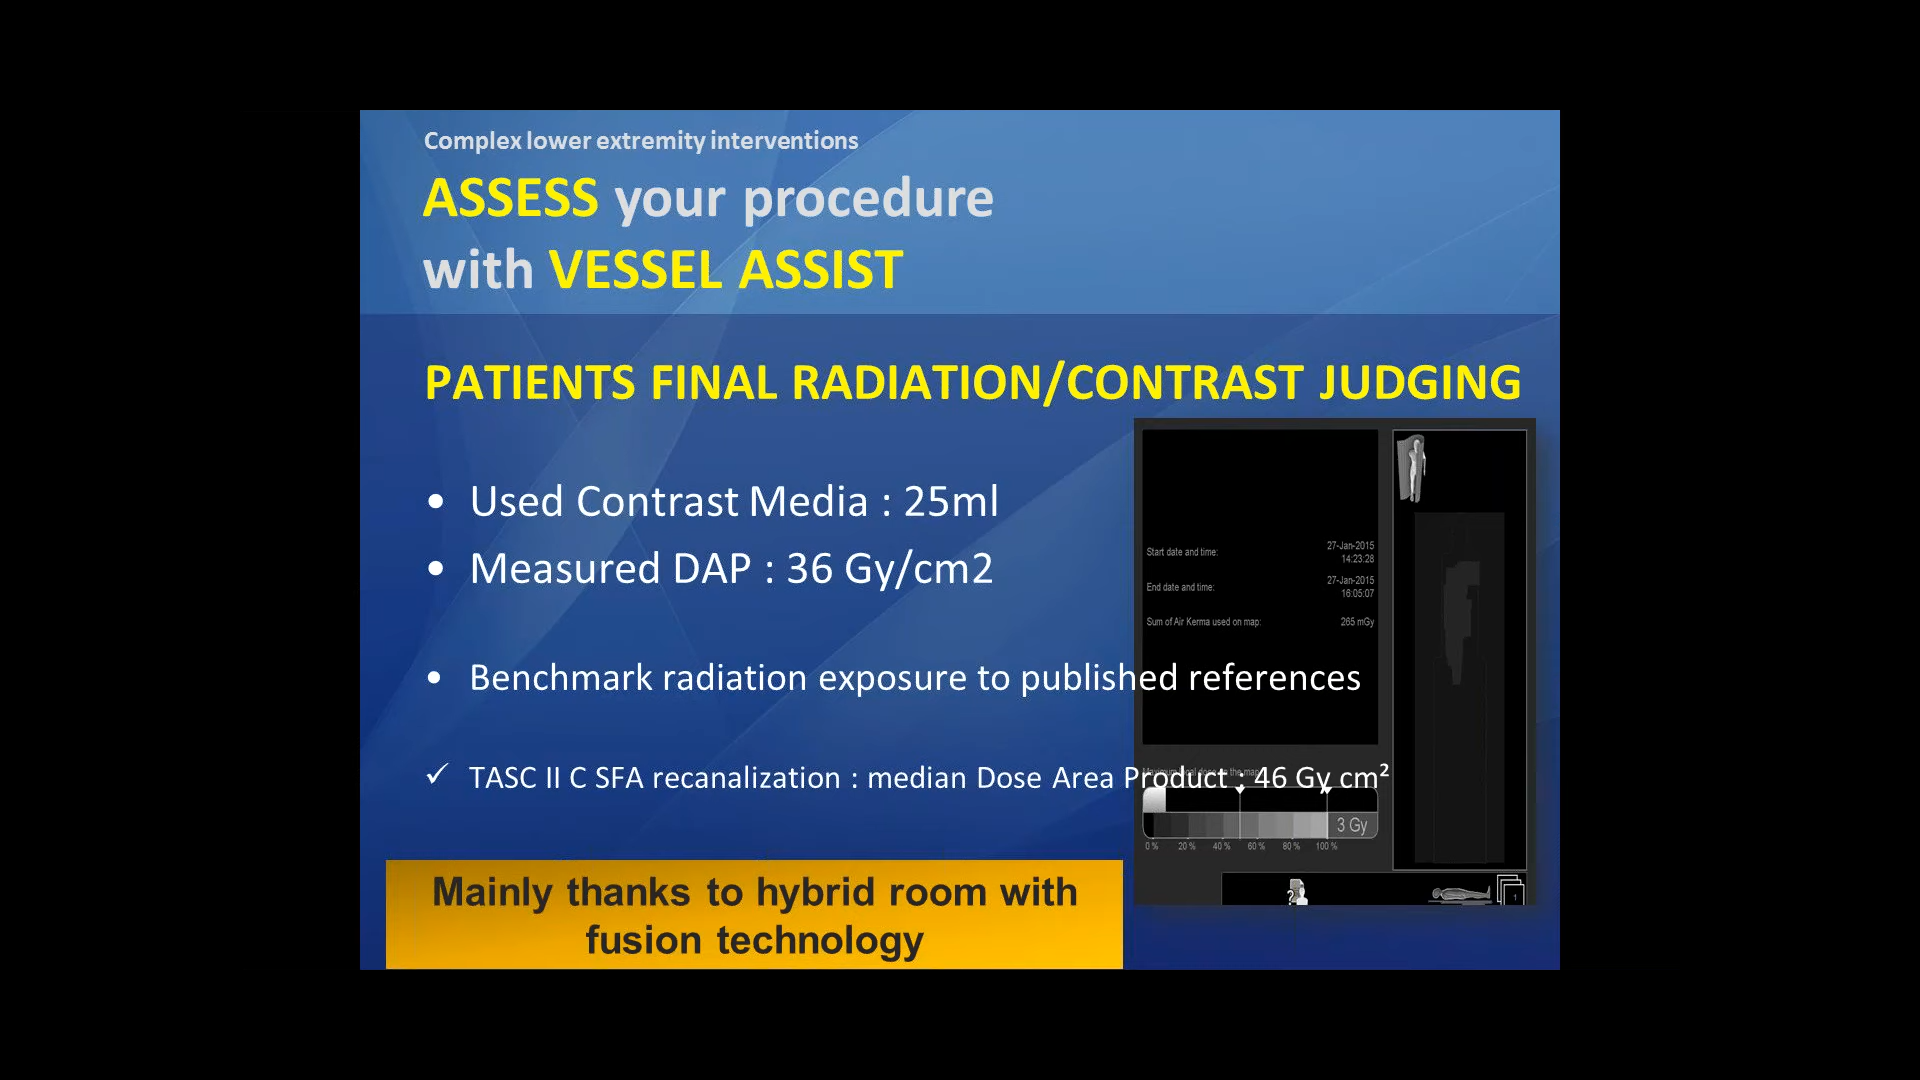 Complex lower extremity interventions
ASSESS your procedure
with VESSEL ASSIST
PATIENTS FINAL RADIATION/CONTRAST JUDGING
• Used Contrast Media : 25ml
• Measured DAP : 36 Gy/cm2
• Benchmark radiation exposure to published references
✓ TASC II C SFA recanalization : median Dose Area Product : 46 Gy cm²
Mainly thanks to hybrid room with
fusion technology
Start date and time: 27-Jan-2015
14:23:28
End date and time: 27-Jan-2015
16:05:07
Sum of Air Kerma used on map: 265 mGy
3 Gy
0 % 20 % 40 % 60 % 80 % 100 %
?
1